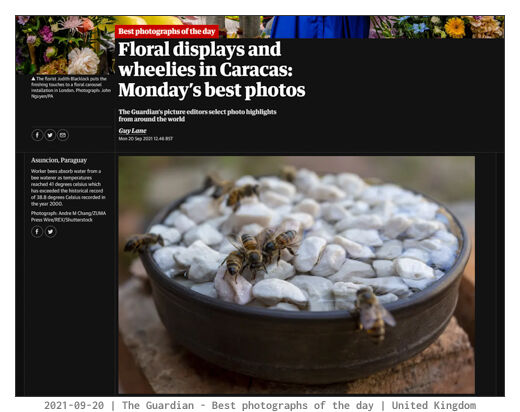 Best photographs of the day
Floral displays and
wheelies in Caracas:
Monday's best photos
▲ The florist Judith Blacklock puts the
finishing touches to a floral carousel
installation in London. Photograph: John
Nguyen/PA
The Guardian's picture editors select photo highlights
from around the world
Guy Lane
Mon 20 Sep 2021 12.46 BST
Asuncion, Paraguay
Worker bees absorb water from a
bee waterer as temperatures
reached 41 degrees celsius which
has exceeded the historical record
of 38.8 degrees Celsius recorded in
the year 2000.
Photograph: Andre M Chang/ZUMA
Press Wire/REX/Shutterstock
2021-09-20 | The Guardian - Best photographs of the day | United Kingdom